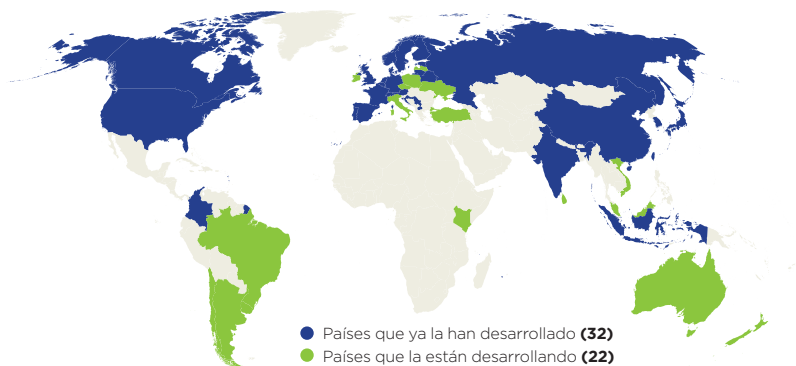 Países que ya la han desarrollado (32)
Países que la están desarrollando (22)